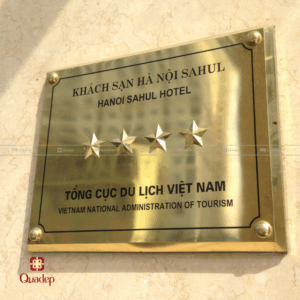 KHÁCH SẠN HÀ NỘI SAHUL
HANOI SAHUL HOTEL
TỔNG CỤC DU LỊCH VIỆT NAM
VIETNAM NATIONAL ADMINISTRATION OF TOURISM
Quadep